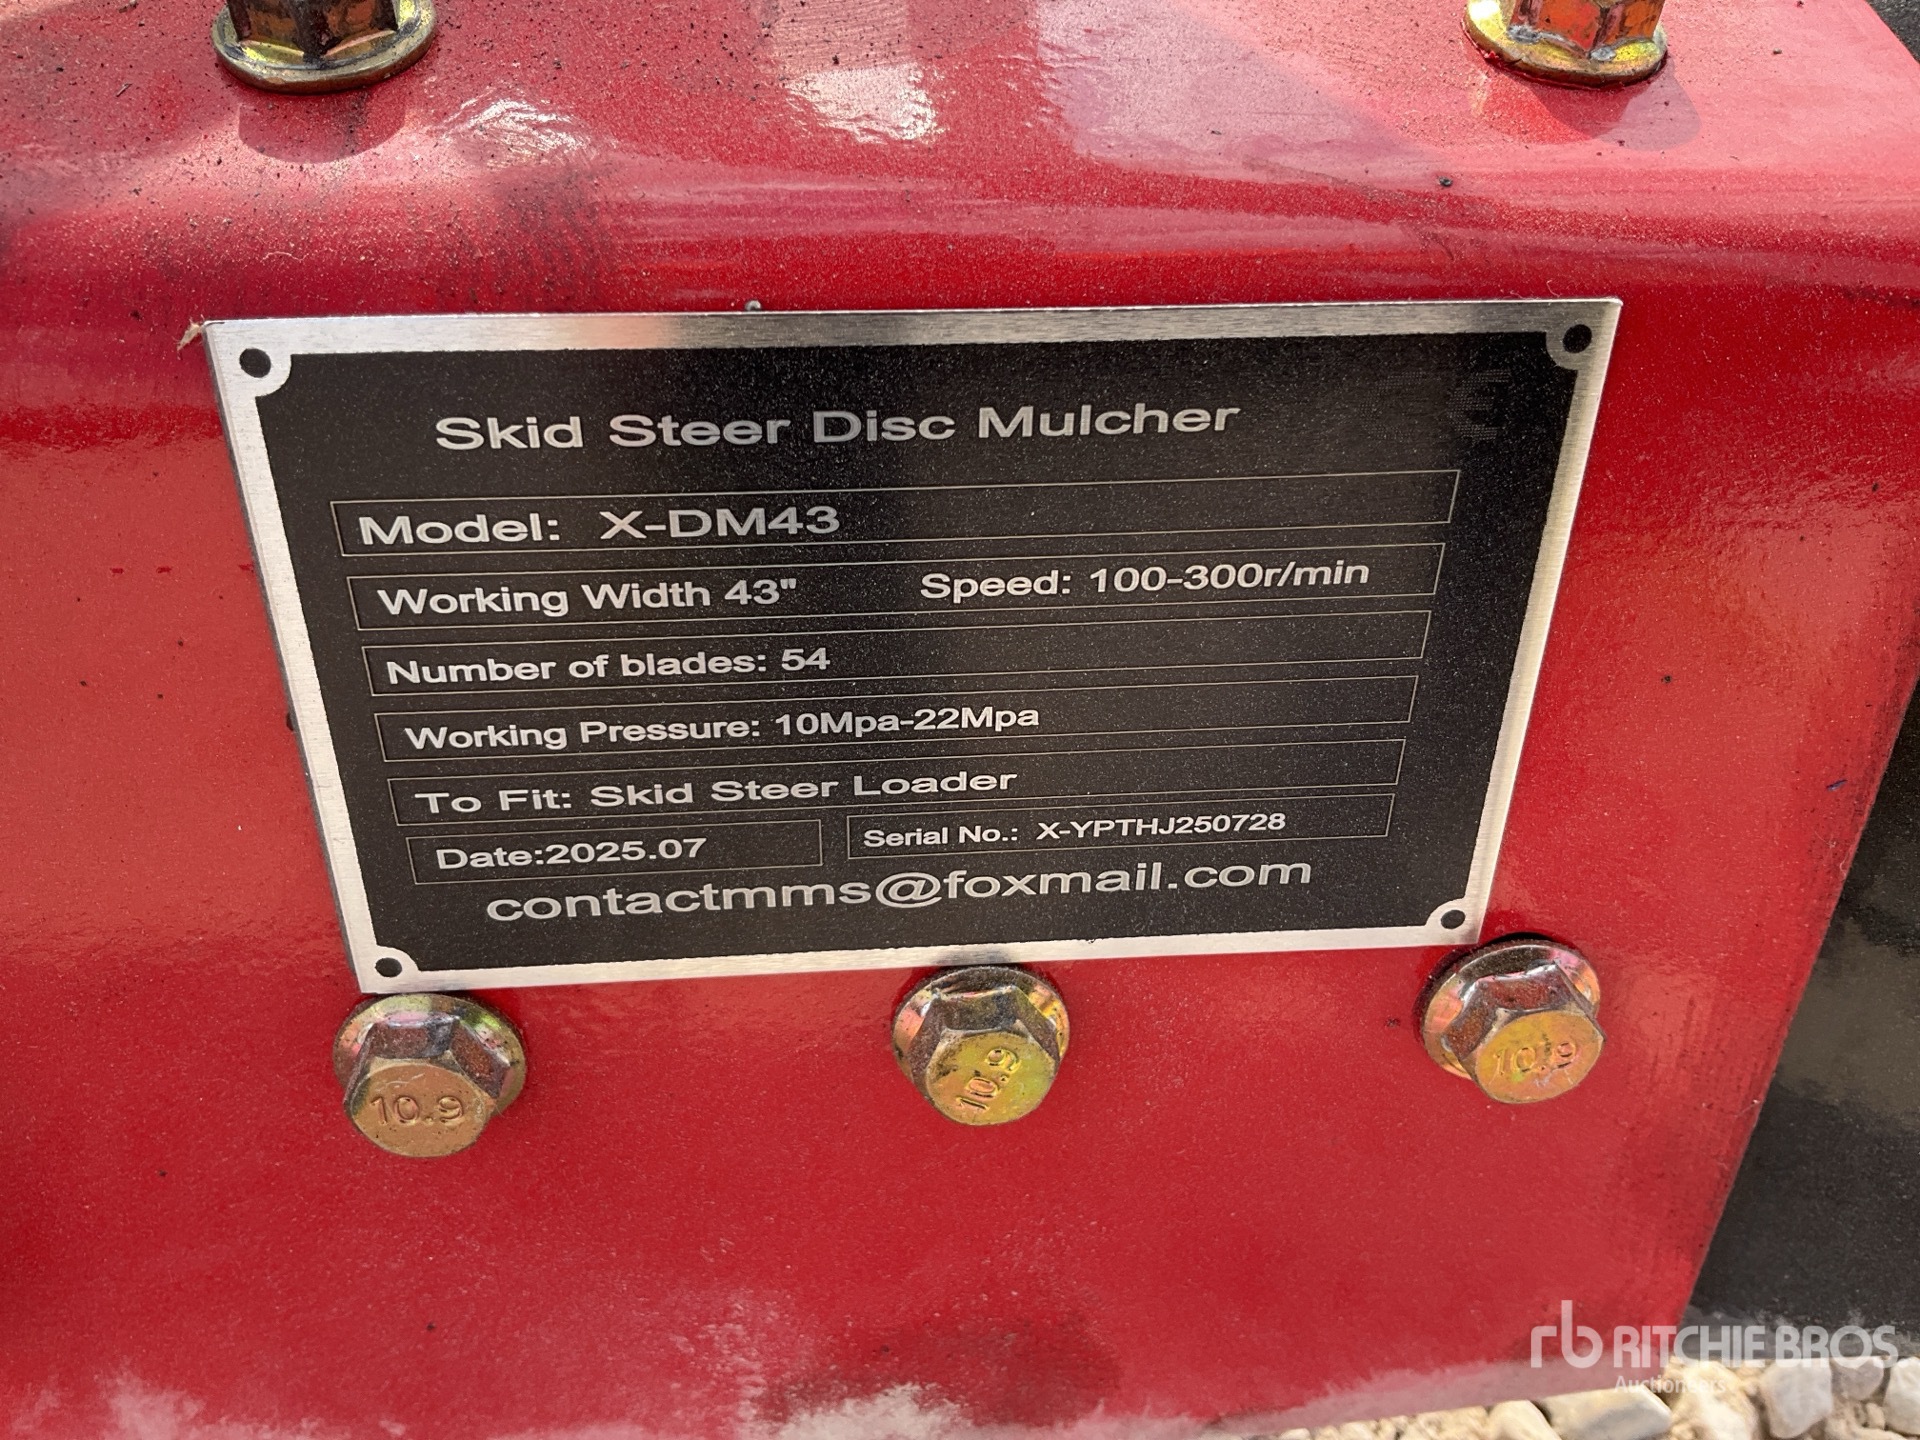 Skid Steer Disc Mulcher
Model: X-DM43
Working Width 43" Speed: 100-300r/min
Number of blades: 54
Working Pressure: 10Mpa-22Mpa
To Fit: Skid Steer Loader
Date:2025.07 Serial No.: X-YPTHJ250728
contactmms@foxmail.com
10.9
10.9
10.9
rb RITCHIE BROS
Auctioneers